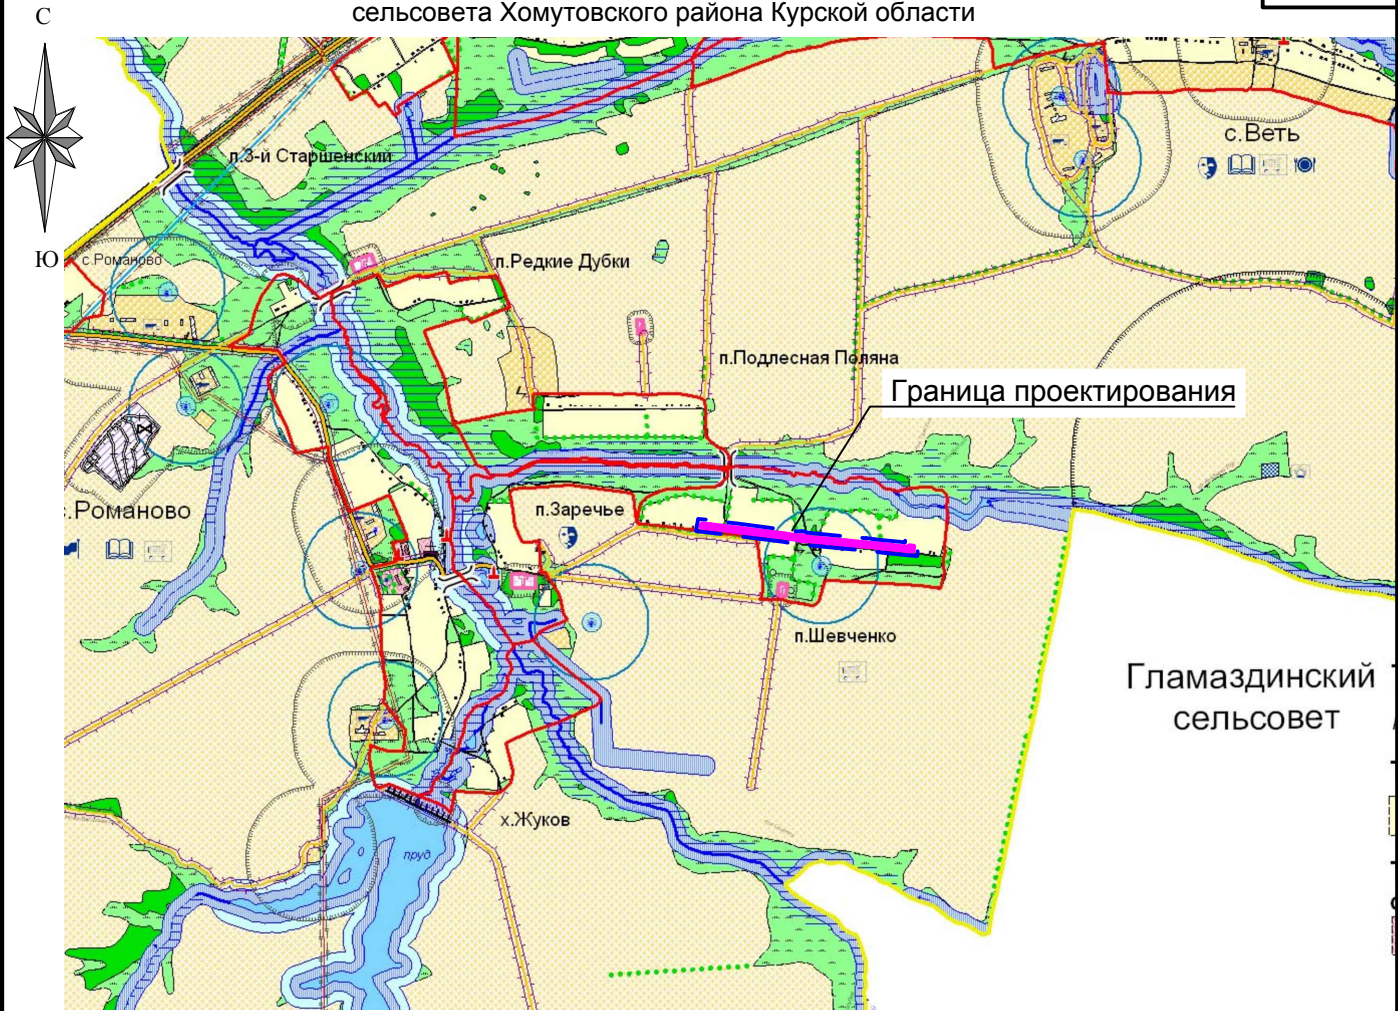 сельсовета Хомутовского района Курской области
С
Ю
п.3-й Старшенский
с.Веть
с.Романово
п.Редкие Дубки
п.Подлесная Поляна
Граница проектирования
с.Романово
п.Заречье
п.Шевченко
Гламаздинский
сельсовет
х.Жуков
пруд